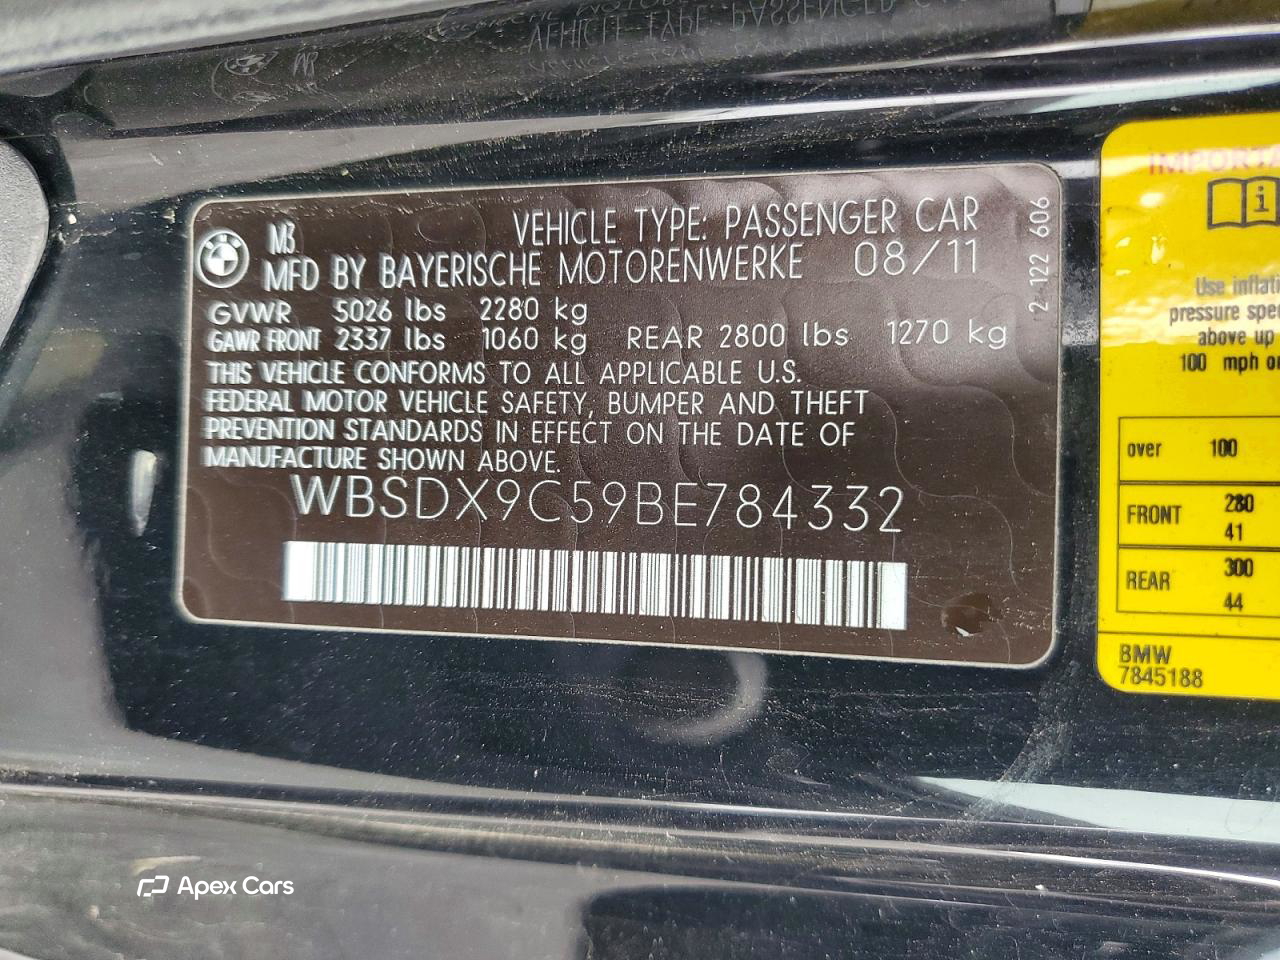 M3
VEHICLE TYPE: PASSENGER CAR
MFD BY BAYERISCHE MOTORENWERKE 08/11
GVWR 5026 lbs 2280 kg
GAWR FRONT 2337 lbs 1060 kg REAR 2800 lbs 1270 kg
THIS VEHICLE CONFORMS TO ALL APPLICABLE U.S.
FEDERAL MOTOR VEHICLE SAFETY, BUMPER AND THEFT
PREVENTION STANDARDS IN EFFECT ON THE DATE OF
MANUFACTURE SHOWN ABOVE.
WBSDX9C59BE784332
2-122 606
IMPORTA
Use inflati
pressure spe
above up
100 mph o
over 100
FRONT 280
41
REAR 300
44
BMW
7845188
Apex Cars